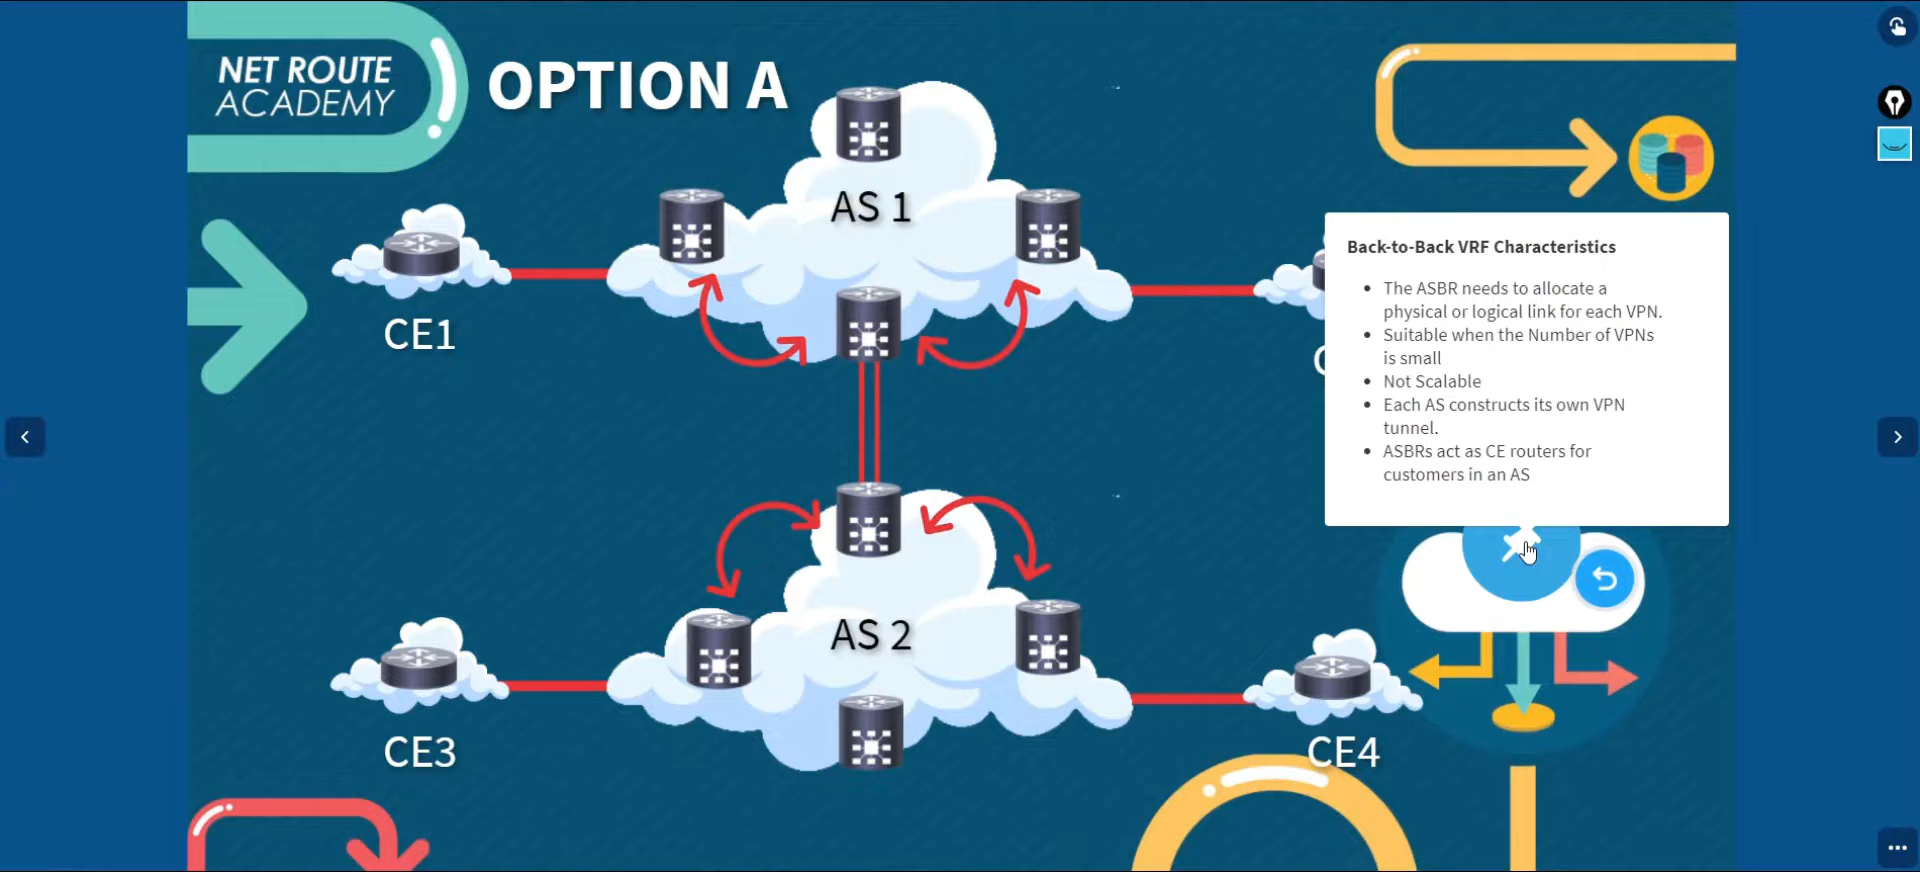 NET ROUTE
ACADEMY
OPTION A
AS 1
CE1
Back-to-Back VRF Characteristics
The ASBR needs to allocate a
physical or logical link for each VPN.
Suitable when the Number of VPNs
is small
Not Scalable
Each AS constructs its own VPN
tunnel.
ASBRs act as CE routers for
customers in an AS
AS 2
CE3
CE4